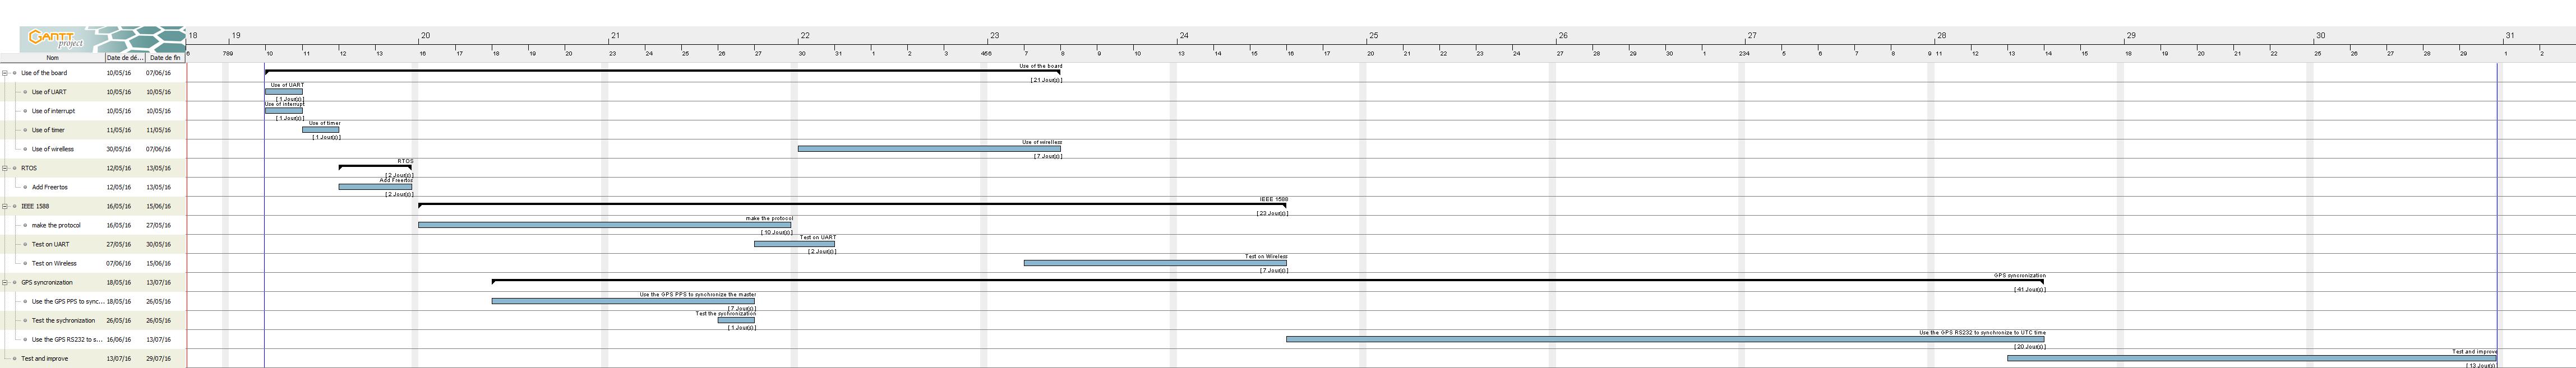 GANTT project
18 19 20 21 22 23 24 25 26 27 28 29 30 31
6 789 10 11 12 13 16 17 18 19 20 23 24 25 26 27 30 31 1 2 3 456 7 8 9 10 13 14 15 16 17 20 21 22 23 24 27 28 29 30 1 234 5 6 7 8 9 11 12 13 14 15 18 19 20 21 22 25 26 27 28 29 1 2
Nom Date de dé... Date de fin
Use of the board 10/05/16 07/06/16 Use of the board
[ 21 Jour(s) ]
Use of UART 10/05/16 10/05/16 Use of UART
[ 1 Jour(s) ]
Use of interrupt 10/05/16 10/05/16 Use of interrupt
[ 1 Jour(s) ]
Use of timer 11/05/16 11/05/16 Use of timer
[ 1 Jour(s) ]
Use of wirelless 30/05/16 07/06/16 Use of wirelless
[ 7 Jour(s) ]
RTOS 12/05/16 13/05/16 RTOS
[ 2 Jour(s) ]
Add Freertos 12/05/16 13/05/16 Add Freertos
[ 2 Jour(s) ]
IEEE 1588 16/05/16 15/06/16 IEEE 1588
[ 23 Jour(s) ]
make the protocol 16/05/16 27/05/16 make the protocol
[ 10 Jour(s) ]
Test on UART 27/05/16 30/05/16 Test on UART
[ 2 Jour(s) ]
Test on Wireless 07/06/16 15/06/16 Test on Wireless
[ 7 Jour(s) ]
GPS syncronization 18/05/16 13/07/16 GPS syncronization
[ 41 Jour(s) ]
Use the GPS PPS to sync... 18/05/16 26/05/16 Use the GPS PPS to synchronize the master
[ 7 Jour(s) ]
Test the sychronization 26/05/16 26/05/16 Test the sychronization
[ 1 Jour(s) ]
Use the GPS RS232 to s... 16/06/16 13/07/16 Use the GPS RS232 to synchronize to UTC time
[ 20 Jour(s) ]
Test and improve 13/07/16 29/07/16 Test and improve
[ 13 Jour(s) ]